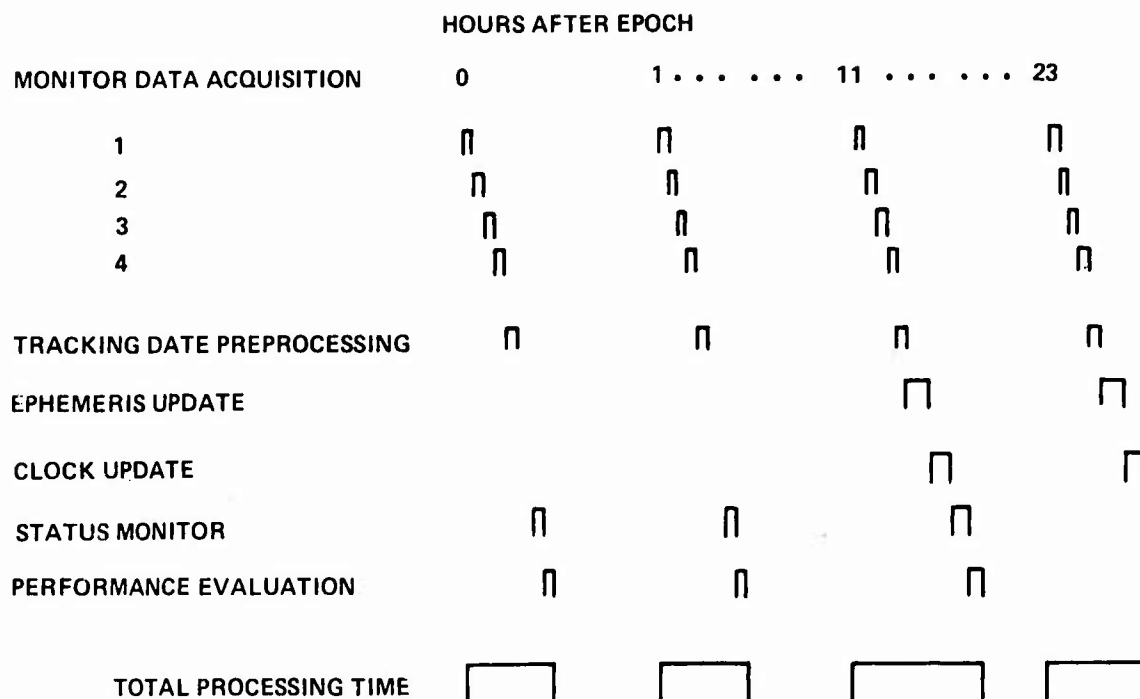 HOURS AFTER EPOCH
MONITOR DATA ACQUISITION 0 1 . . . . . . 11 . . . . . . 23
1
2
3
4
TRACKING DATE PREPROCESSING
EPHEMERIS UPDATE
CLOCK UPDATE
STATUS MONITOR
PERFORMANCE EVALUATION
TOTAL PROCESSING TIME